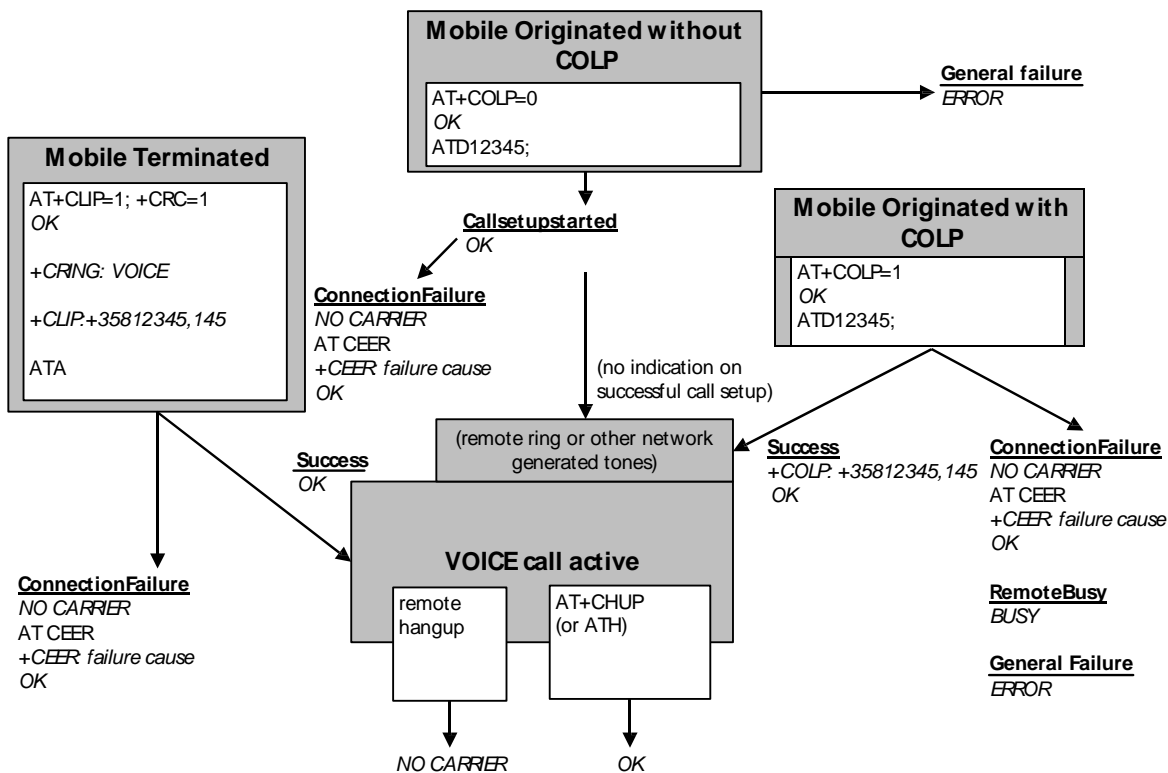 Mobile Originated without
COLP
AT+COLP=0
OK
ATD12345;
General failure
ERROR
Mobile Terminated
AT+CLIP=1; +CRC=1
OK
+CRING: VOICE
+CLIP:+35812345,145
ATA
Callsetupstarted
OK
ConnectionFailure
NO CARRIER
AT CEER
+CEER: failure cause
OK
Mobile Originated with
COLP
AT+COLP=1
OK
ATD12345;
(no indication on
successful call setup)
(remote ring or other network
generated tones)
Success
OK
Success
+COLP: +35812345,145
OK
ConnectionFailure
NO CARRIER
AT CEER
+CEER: failure cause
OK
RemoteBusy
BUSY
General Failure
ERROR
VOICE call active
remote
hangup
AT+CHUP
(or ATH)
ConnectionFailure
NO CARRIER
AT CEER
+CEER: failure cause
OK
NO CARRIER
OK